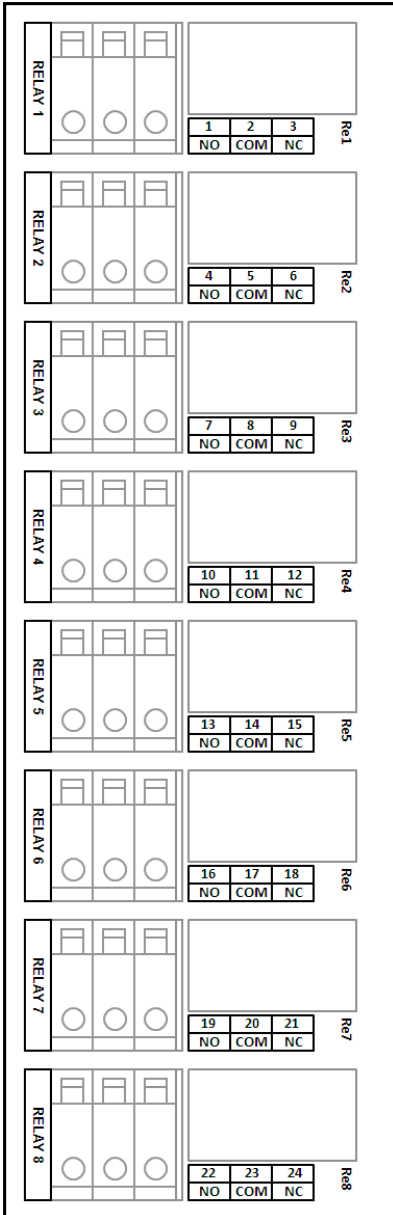 RELAY 1
1 2 3
NO COM NC
Re1
RELAY 2
4 5 6
NO COM NC
Re2
RELAY 3
7 8 9
NO COM NC
Re3
RELAY 4
10 11 12
NO COM NC
Re4
RELAY 5
13 14 15
NO COM NC
Re5
RELAY 6
16 17 18
NO COM NC
Re6
RELAY 7
19 20 21
NO COM NC
Re7
RELAY 8
22 23 24
NO COM NC
Re8